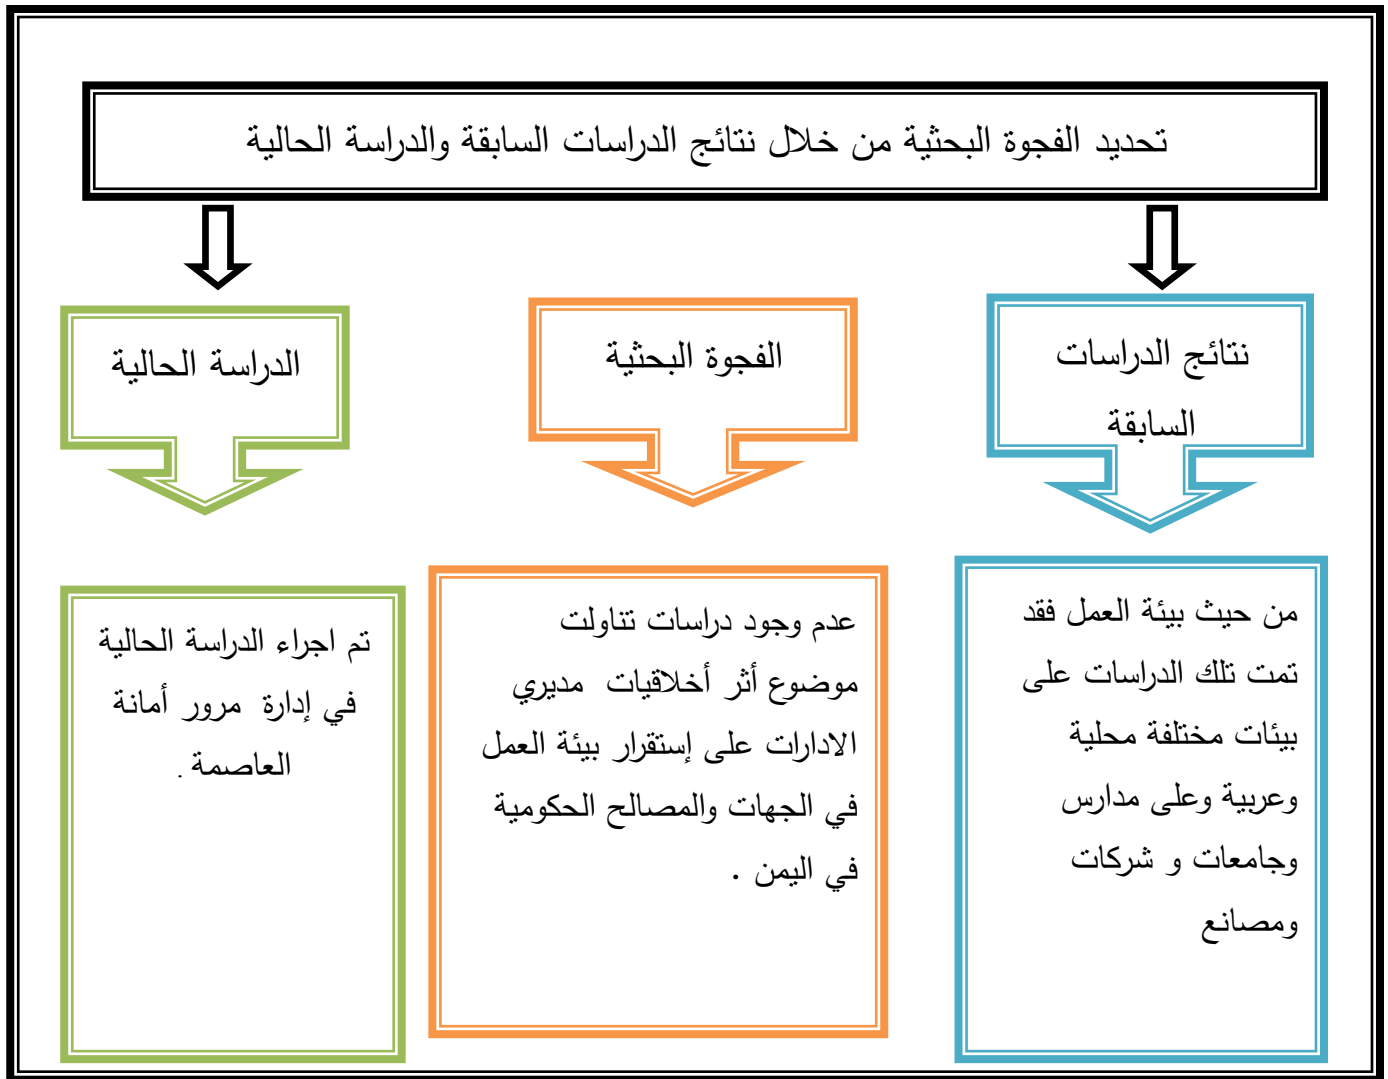 تحديد الفجوة البحثية من خلال نتائج الدراسات السابقة والدراسة الحالية
نتائج الدراسات
السابقة
الفجوة البحثية
الدراسة الحالية
من حيث بيئة العمل فقد
تمت تلك الدراسات على
بيئات مختلفة محلية
وعربية وعلى مدارس
وجامعات و شركات
ومصانع
عدم وجود دراسات تناولت
موضوع أثر أخلاقيات مديري
الادارات على إستقرار بيئة العمل
في الجهات والمصالح الحكومية
في اليمن .
تم اجراء الدراسة الحالية
في إدارة مرور أمانة
العاصمة .